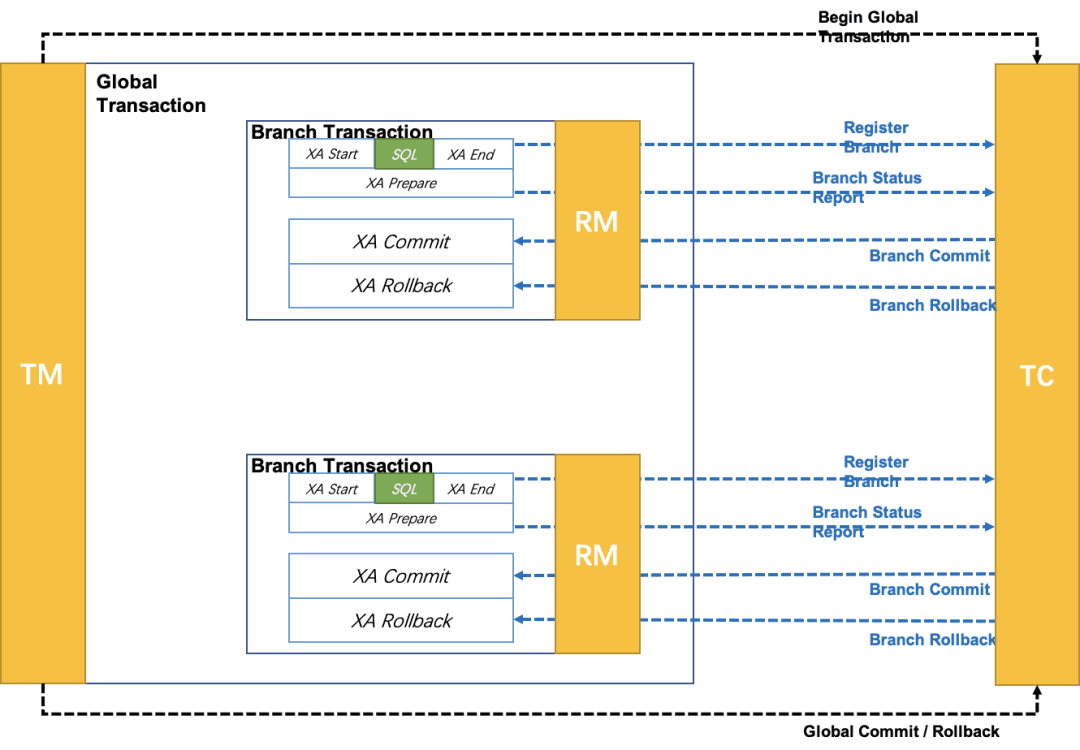 Begin Global
Transaction
Global
Transaction
Branch Transaction
XA Start
SQL
XA End
XA Prepare
XA Commit
XA Rollback
RM
Register
Branch
Branch Status
Report
Branch Commit
Branch Rollback
TM
TC
Branch Transaction
XA Start
SQL
XA End
XA Prepare
XA Commit
XA Rollback
RM
Register
Branch
Branch Status
Report
Branch Commit
Branch Rollback
Global Commit / Rollback